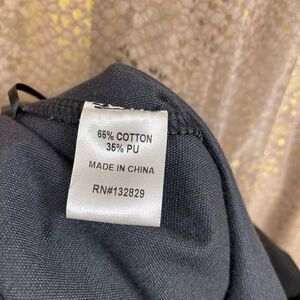 65% COTTON
35% PU
MADE IN CHINA
RN#132829